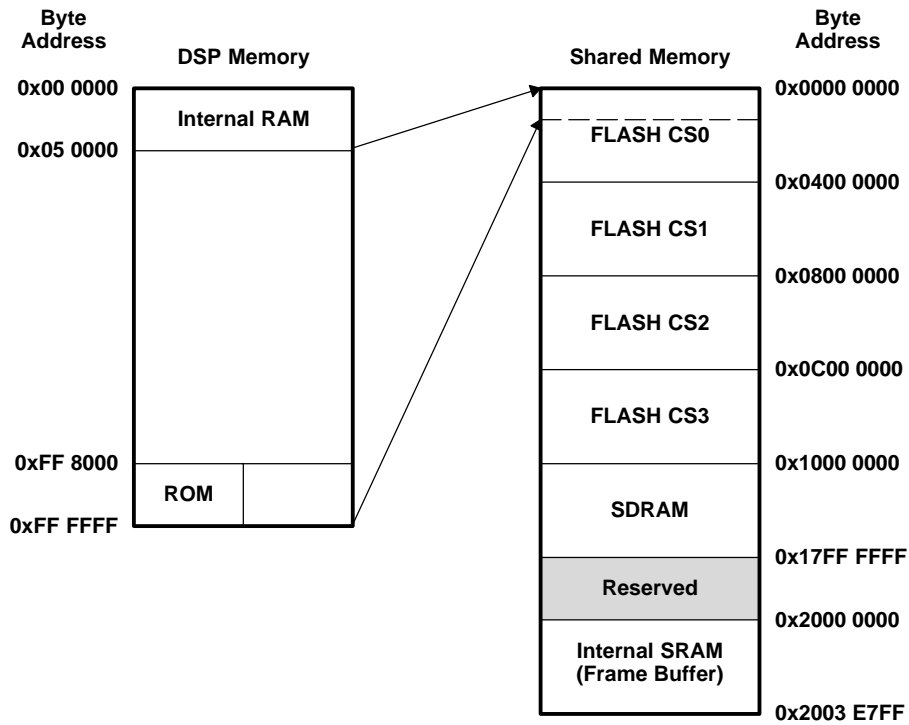 Byte
Address
DSP Memory
0x00 0000
Internal RAM
0x05 0000
0xFF 8000
ROM
0xFF FFFF
Byte
Address
Shared Memory
0x0000 0000
FLASH CS0
0x0400 0000
FLASH CS1
0x0800 0000
FLASH CS2
0x0C00 0000
FLASH CS3
0x1000 0000
SDRAM
0x17FF FFFF
Reserved
0x2000 0000
Internal SRAM
(Frame Buffer)
0x2003 E7FF